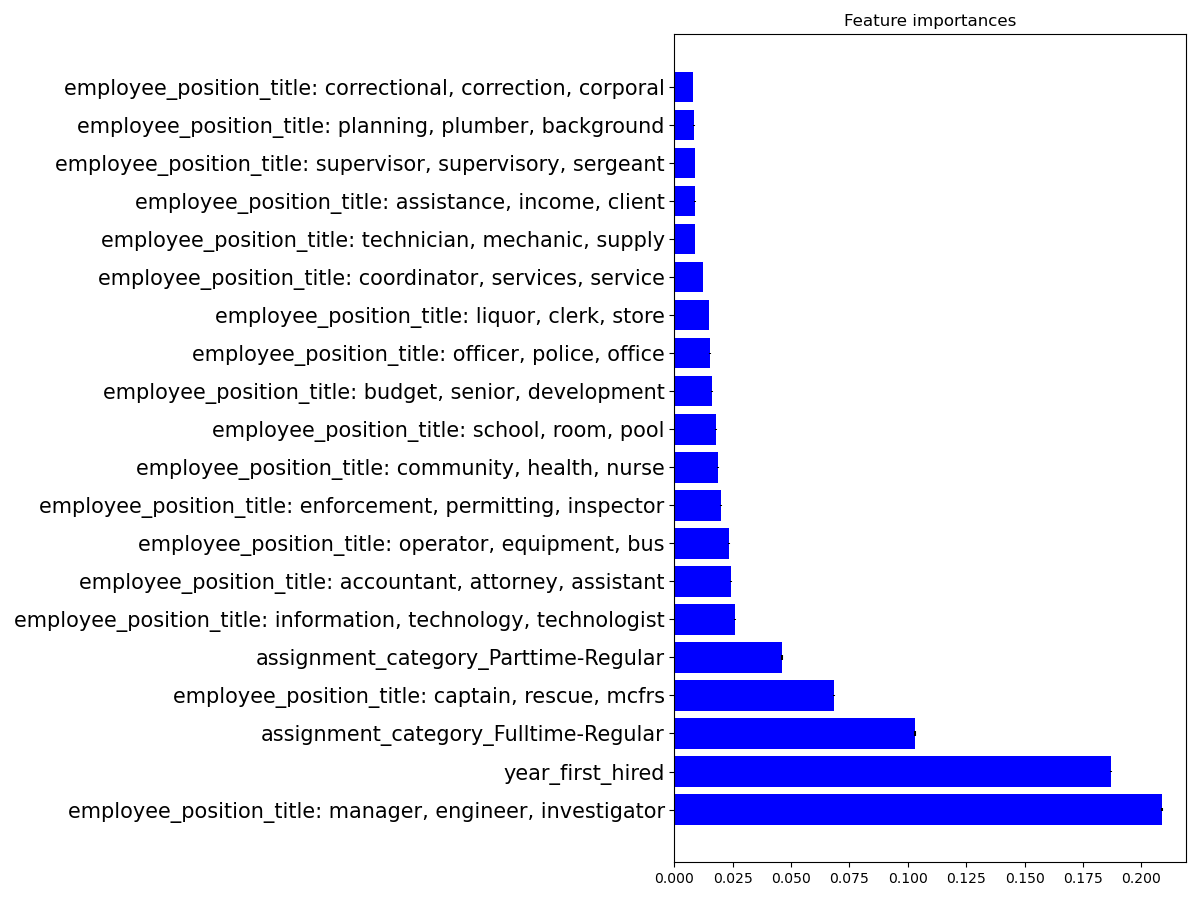 Feature importances
employee_position_title: correctional, correction, corporal
employee_position_title: planning, plumber, background
employee_position_title: supervisor, supervisory, sergeant
employee_position_title: assistance, income, client
employee_position_title: technician, mechanic, supply
employee_position_title: coordinator, services, service
employee_position_title: liquor, clerk, store
employee_position_title: officer, police, office
employee_position_title: budget, senior, development
employee_position_title: school, room, pool
employee_position_title: community, health, nurse
employee_position_title: enforcement, permitting, inspector
employee_position_title: operator, equipment, bus
employee_position_title: accountant, attorney, assistant
employee_position_title: information, technology, technologist
assignment_category_Parttime-Regular
employee_position_title: captain, rescue, mcfrs
assignment_category_Fulltime-Regular
year_first_hired
employee_position_title: manager, engineer, investigator
0.000 0.025 0.050 0.075 0.100 0.125 0.150 0.175 0.200